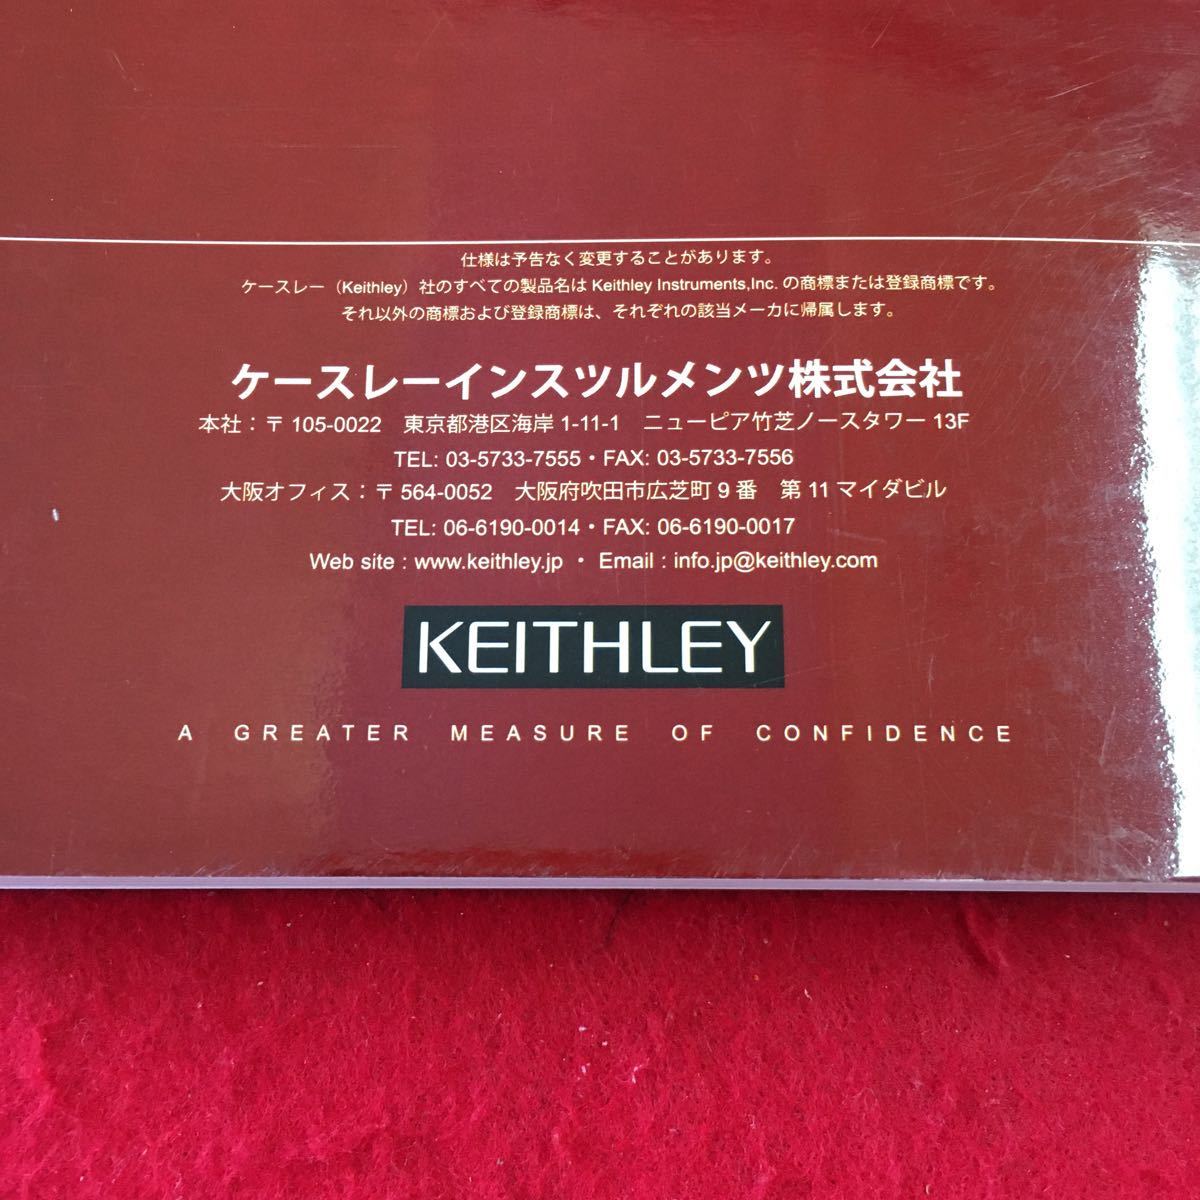 仕様は予告なく変更することがあります。
ケースレー（Keithley）社のすべての製品名は Keithley Instruments,Inc. の商標または登録商標です。
それ以外の商標および登録商標は、それぞれの該当メーカに帰属します。
ケースレーインスツルメンツ株式会社
本社：〒 105-0022　東京都港区海岸 1-11-1　ニューピア竹芝ノースタワー 13F
TEL: 03-5733-7555・FAX: 03-5733-7556
大阪オフィス：〒 564-0052　大阪府吹田市広芝町 9 番　第 11 マイダビル
TEL: 06-6190-0014・FAX: 06-6190-0017
Web site : www.keithley.jp ・ Email : info.jp@keithley.com
KEITHLEY
A GREATER MEASURE OF CONFIDENCE